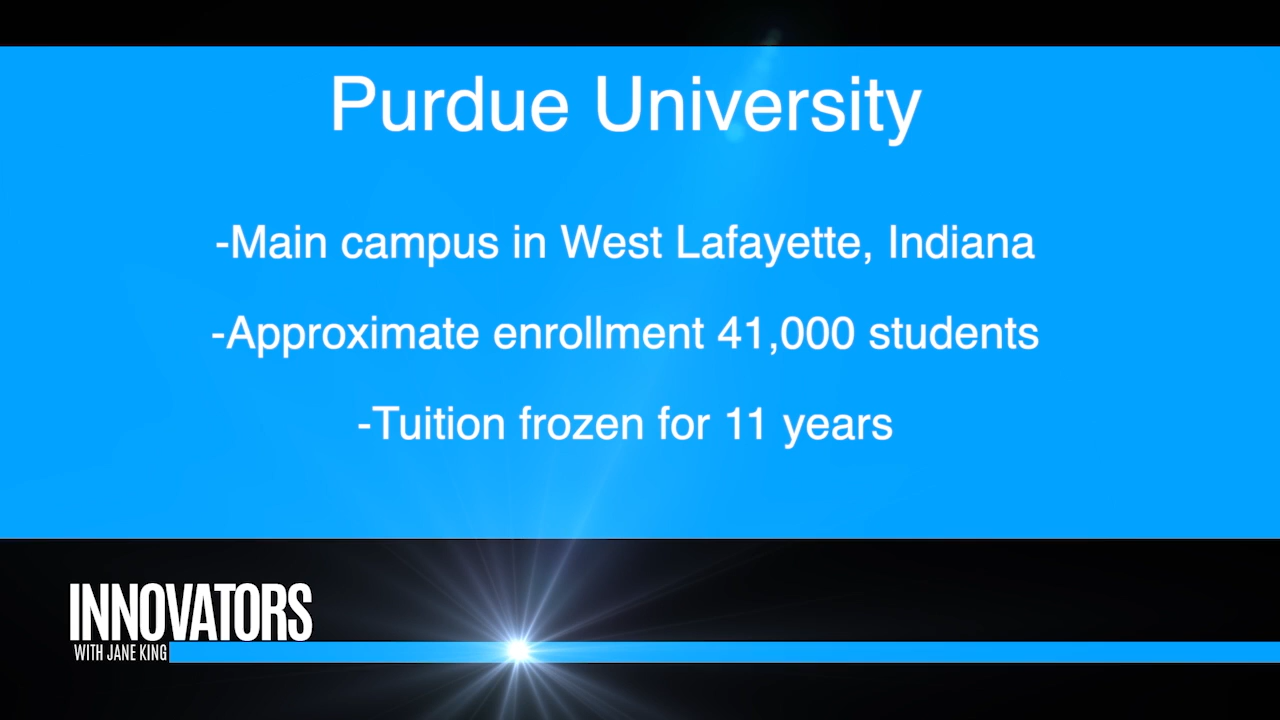 Purdue University
-Main campus in West Lafayette, Indiana
-Approximate enrollment 41,000 students
-Tuition frozen for 11 years
INNOVATORS
WITH JANE KING